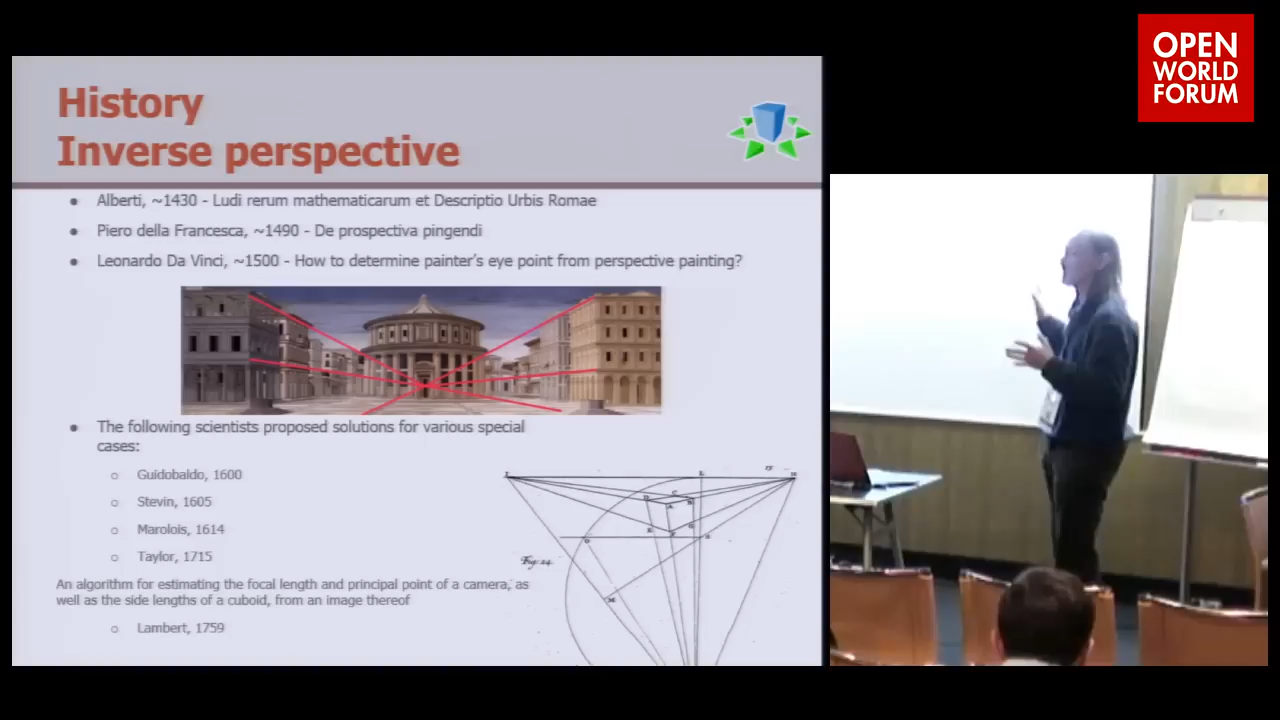 OPEN
WORLD
FORUM
History
Inverse perspective
Alberti, ~1430 - Ludi rerum mathematicarum et Descriptio Urbis Romae
Piero della Francesca, ~1490 - De prospectiva pingendi
Leonardo Da Vinci, ~1500 - How to determine painter's eye point from perspective painting?
The following scientists proposed solutions for various special
cases:
Guidobaldo, 1600
Stevin, 1605
Marolois, 1614
Taylor, 1715
Fig: 24.
An algorithm for estimating the focal length and principal point of a camera, as
well as the side lengths of a cuboid, from an image thereof
Lambert, 1759